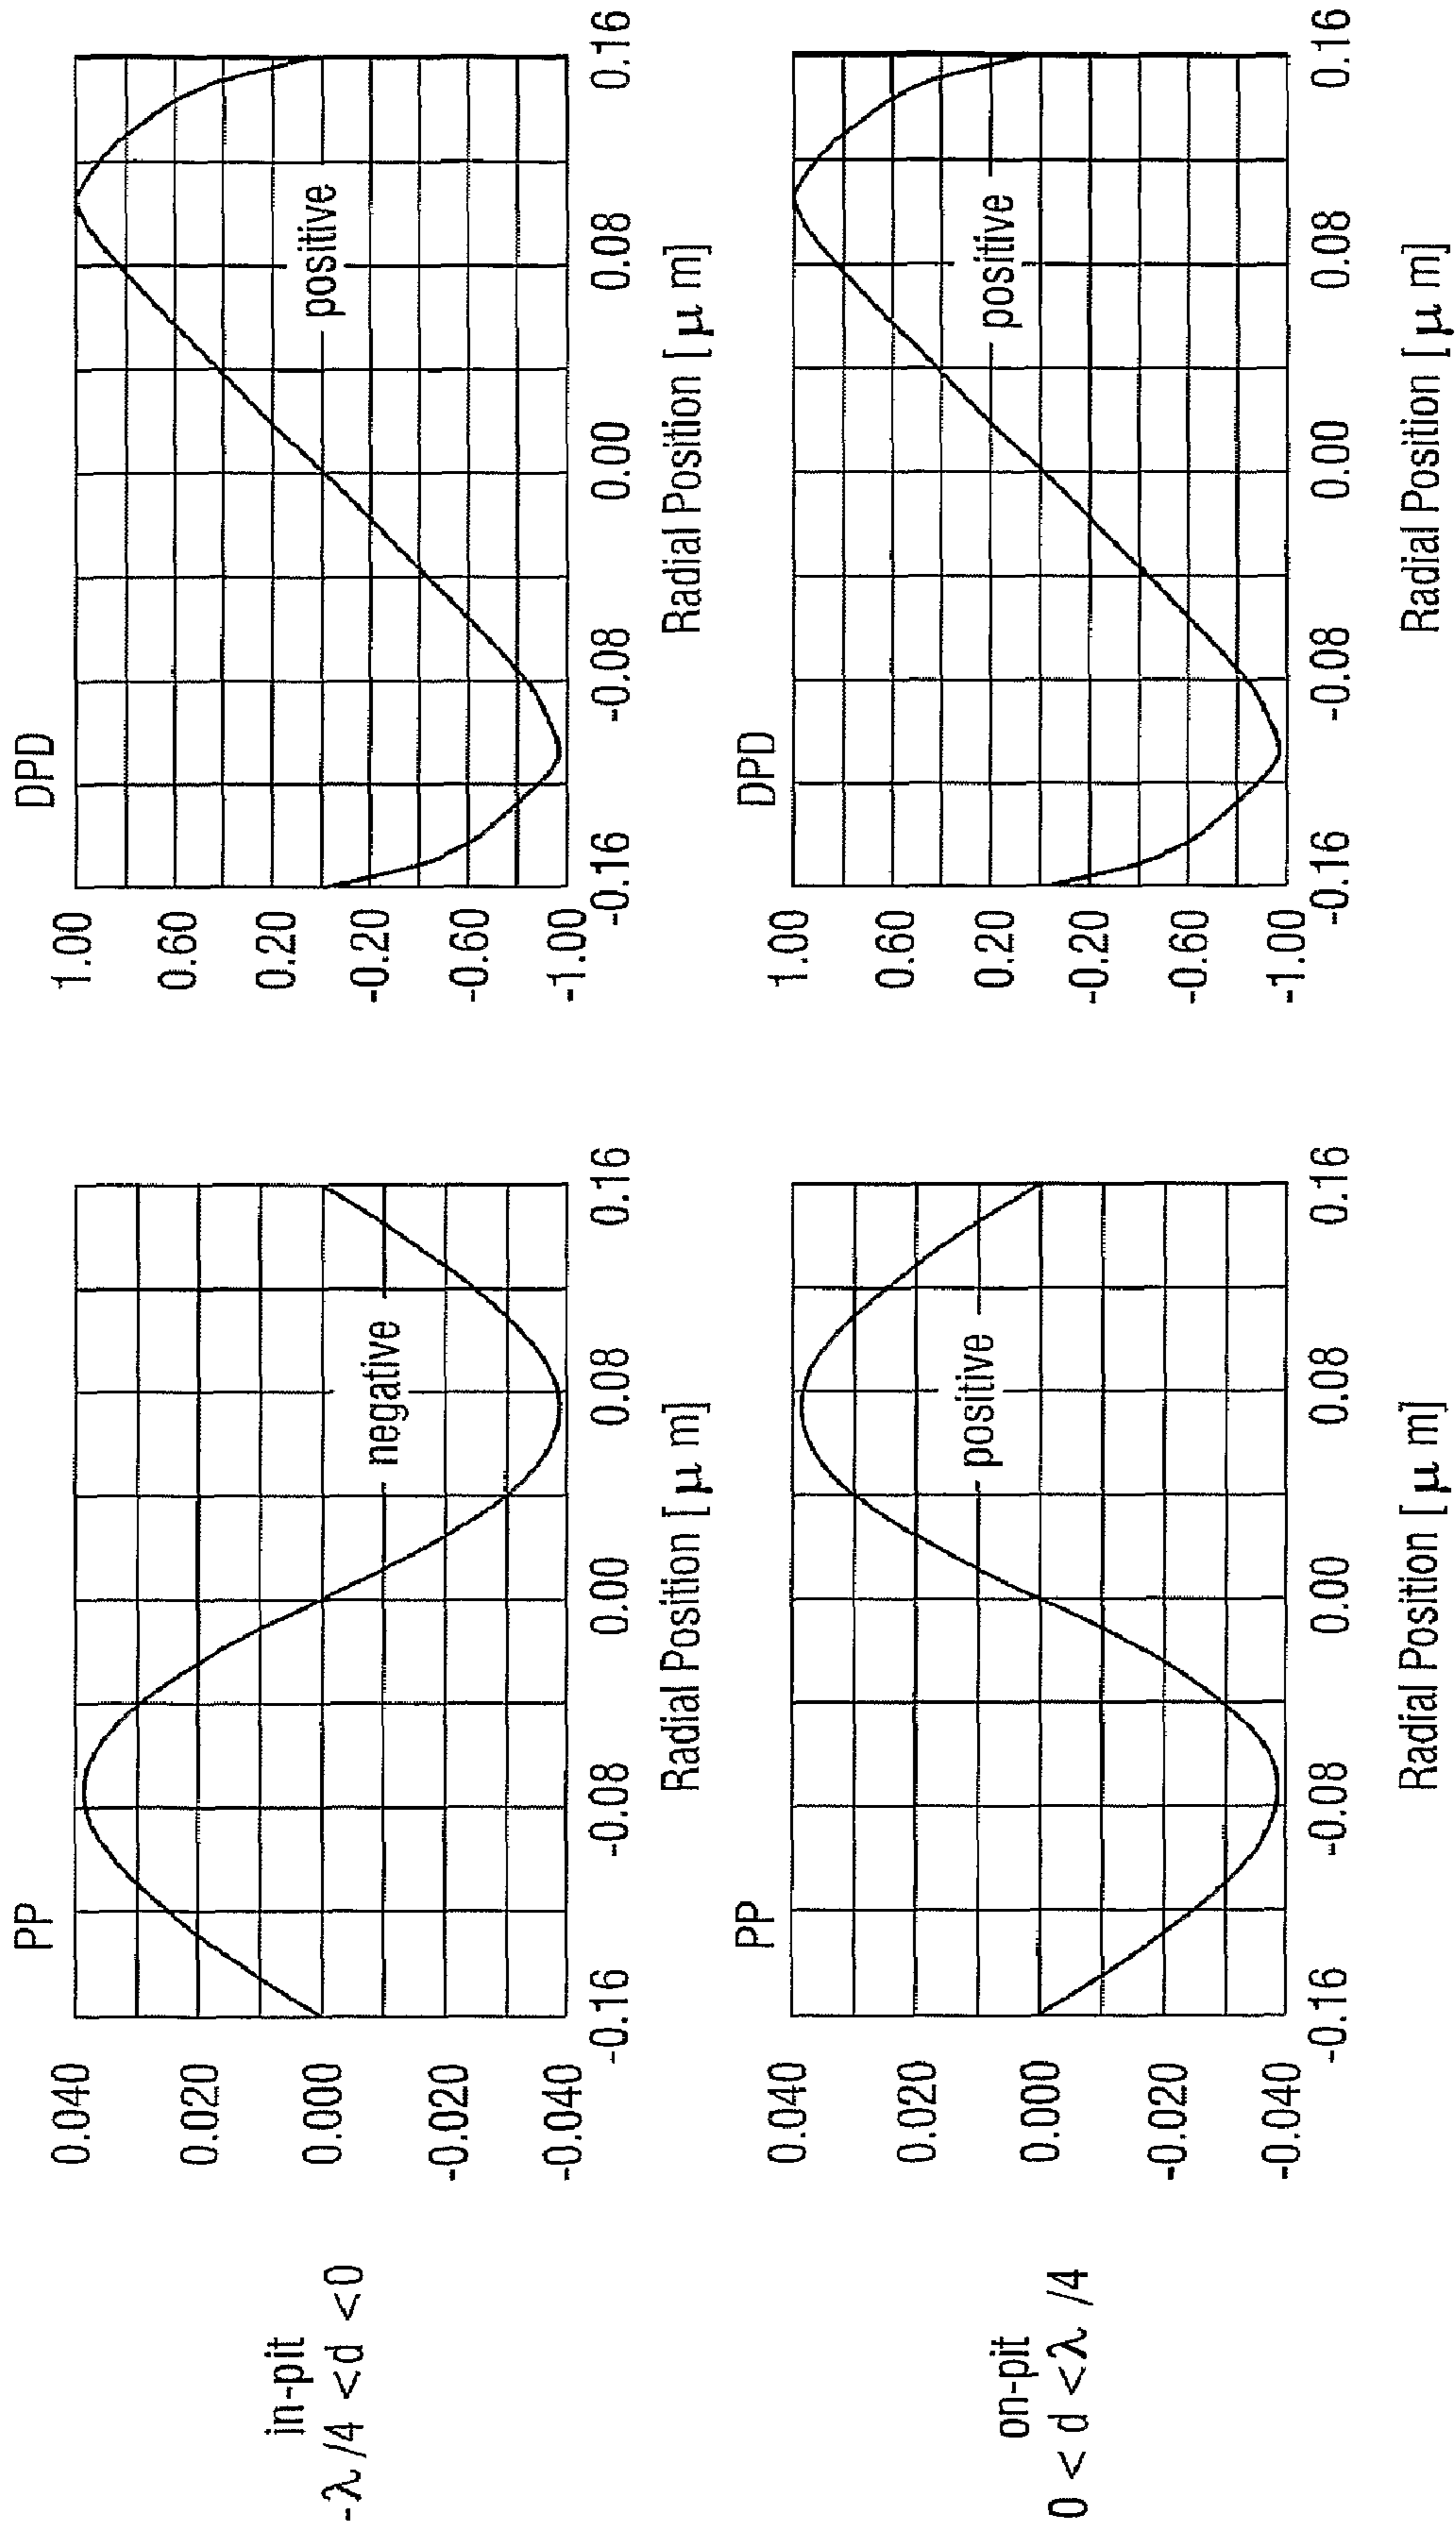 in-pit
-λ/4 <d <0
PP
0.040
0.020
0.000
-0.020
-0.040
-0.16
-0.08
0.00
0.08
0.16
negative
Radial Position [μ m]
DPD
1.00
0.60
0.20
-0.20
-0.60
-1.00
-0.16
-0.08
0.00
0.08
0.16
positive
Radial Position [μ m]
on-pit
0 < d <λ /4
PP
0.040
0.020
0.000
-0.020
-0.040
-0.16
-0.08
0.00
0.08
0.16
positive
Radial Position [μ m]
DPD
1.00
0.60
0.20
-0.20
-0.60
-1.00
-0.16
-0.08
0.00
0.08
0.16
positive
Radial Position [μ m]